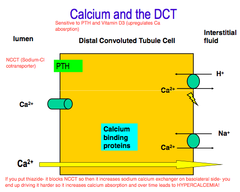 Calcium and the DCT
Sensitive to PTH and Vitamin D3 (upregulates Ca
absorption)
lumen
Distal Convoluted Tubule Cell
Interstitial
fluid
NCCT (Sodium-Cl
cotransporter)
PTH
H+
Ca2+
Ca2+
Calcium
binding
proteins
Na+
Ca2+
Ca2+
If you put thiazide- it blocks NCCT so then it increases sodium calcium exchanger on basolateral side- you
end up driving it harder so it increases calcium absorption and over time leads to HYPERCALCEMIA!